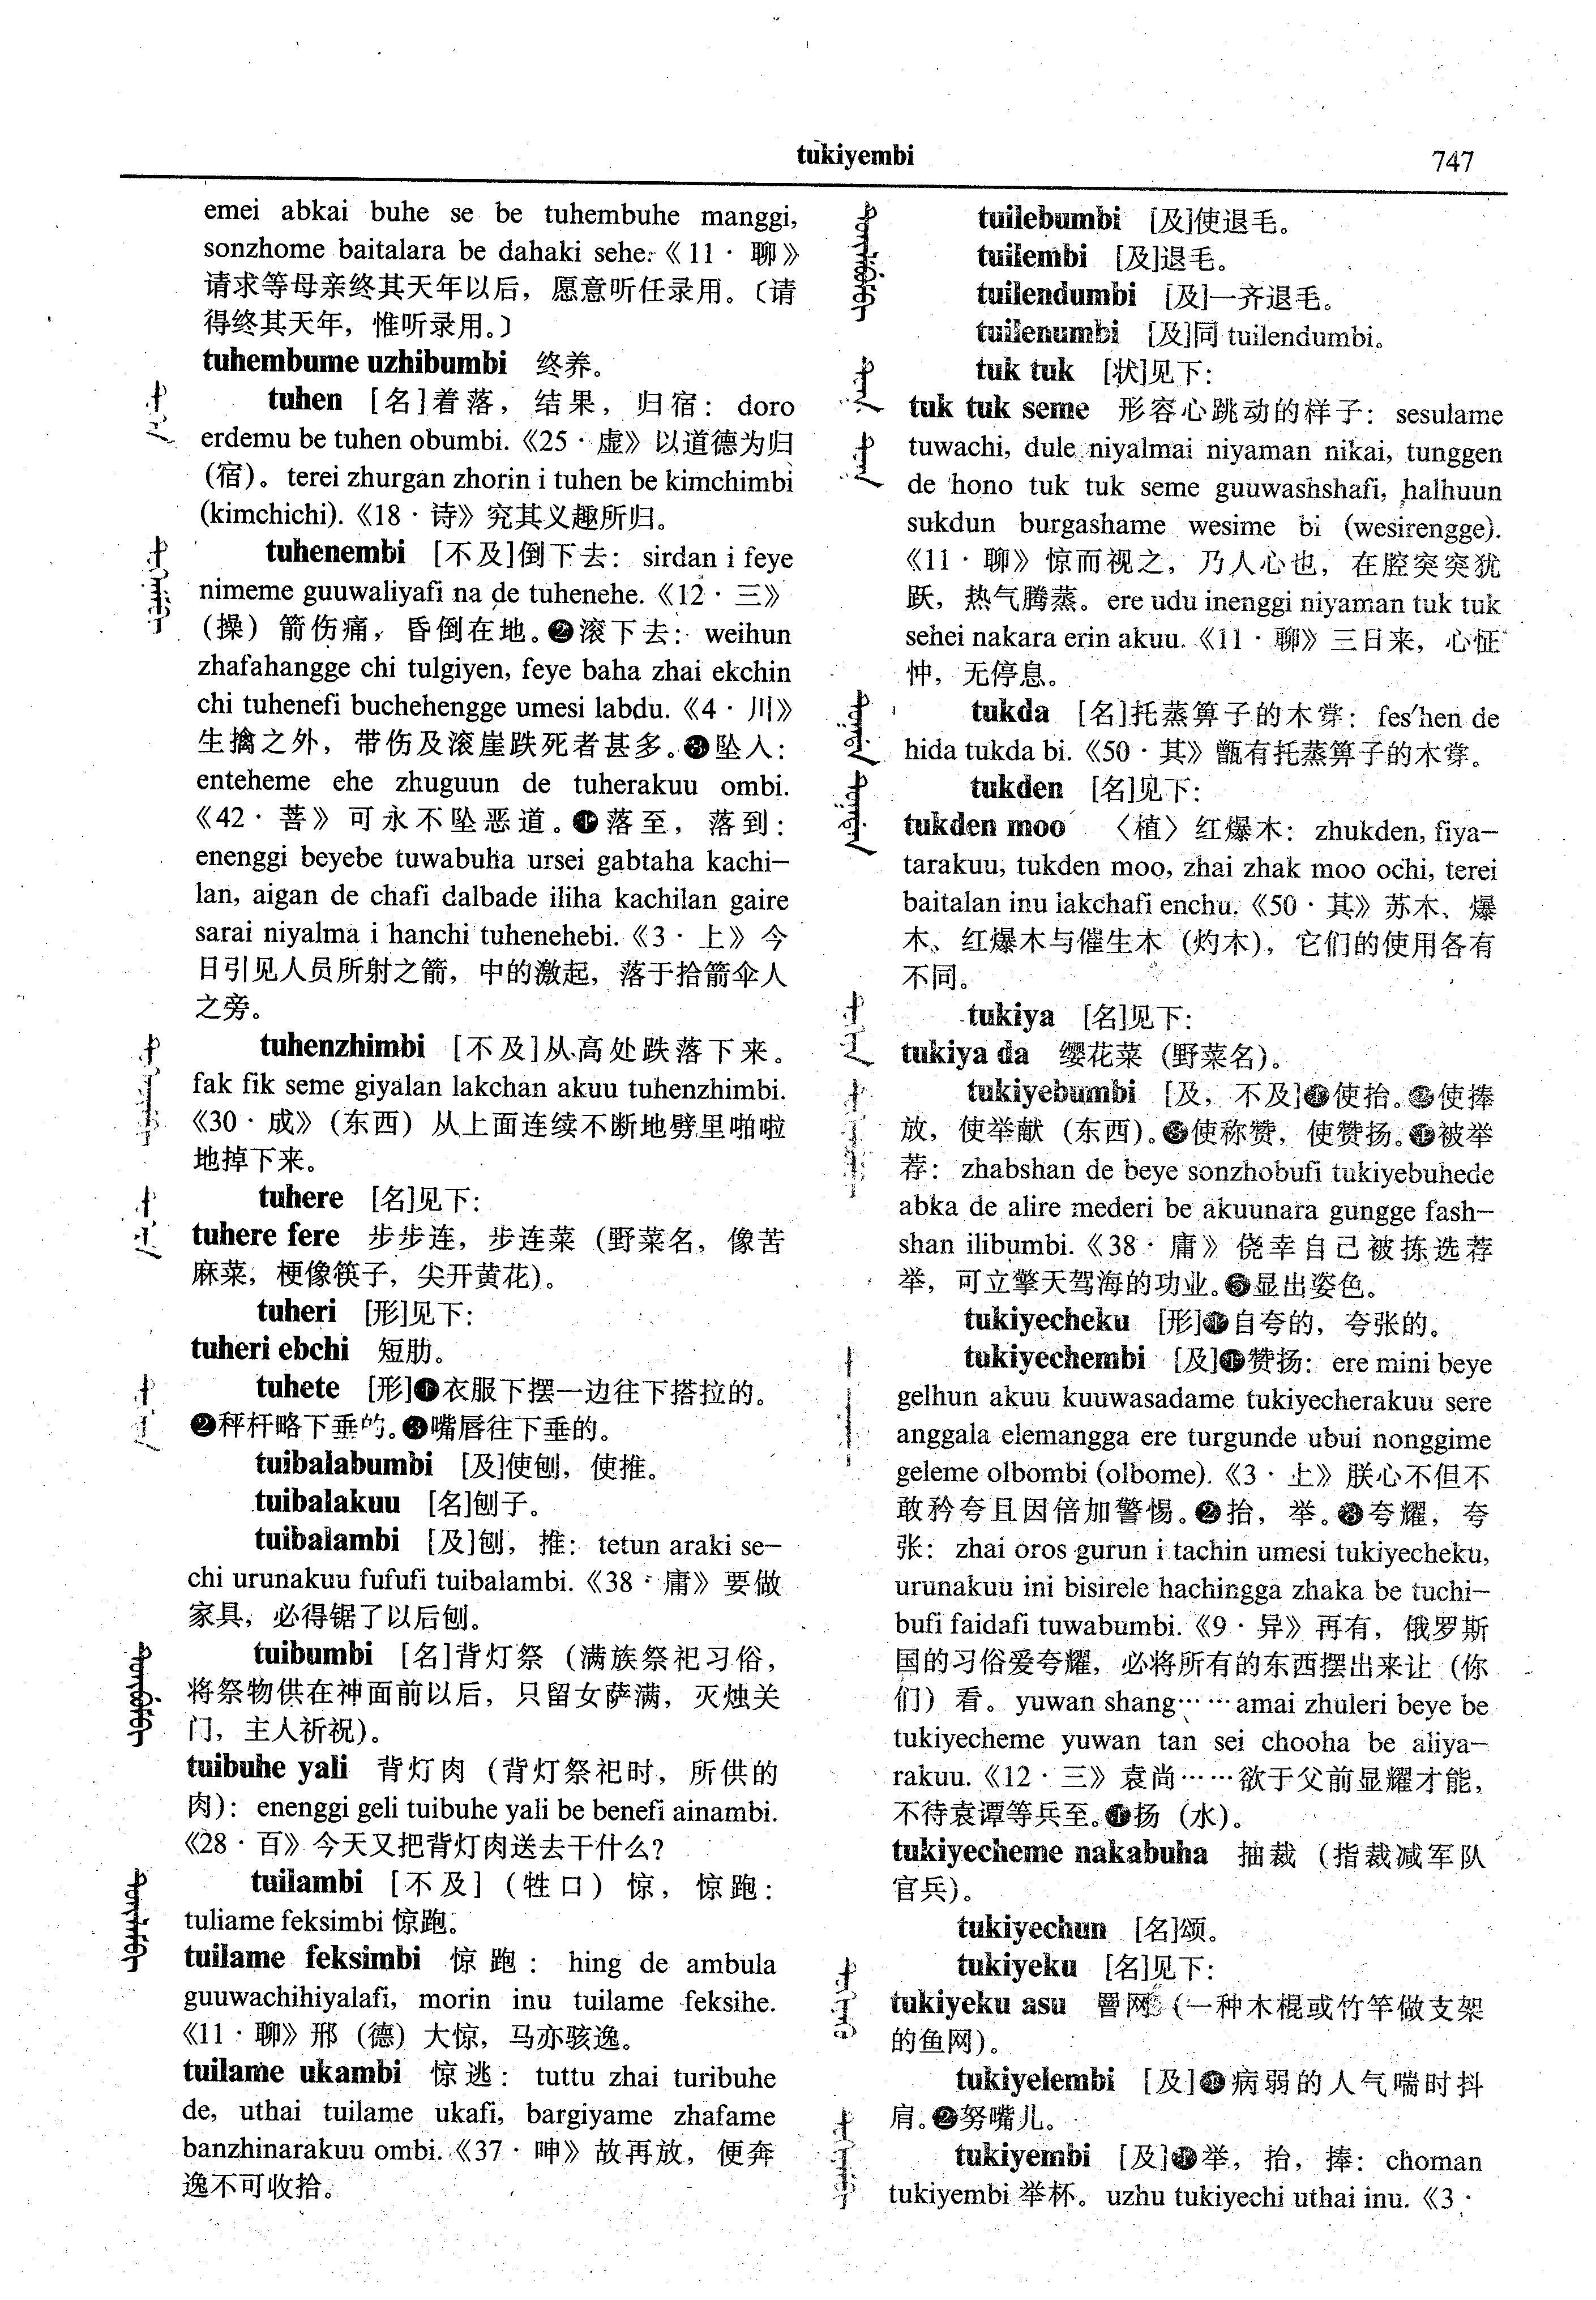 tukiyembi
747
emei abkai buhe se be tuhembuhe manggi,
sonzhome baitalara be dahaki sehe.《11·聊》
请求等母亲终其天年以后，愿意听任录用。〔请
得终其天年，惟听录用。〕
tuhembume uzhibumbi 终养。
tuhen [名]着落，结果，归宿：doro
erdemu be tuhen obumbi.《25·虚》以道德为归
(宿)。terei zhurgan zhorin i tuhen be kimchimbi
(kimchichi).《18·诗》究其义趣所归。
tuhenembi [不及]倒下去：sirdan i feye
nimeme guuwaliyafi na de tuhenehe.《12·三》
(操）箭伤痛，昏倒在地。❷滚下去：weihun
zhafahangge chi tulgiyen, feye baha zhai ekchin
chi tuhenefi buchehengge umesi labdu.《4·川》
生擒之外，带伤及滚崖跌死者甚多。❸坠人：
enteheme ehe zhuguun de tuherakuu ombi.
《42·菩》可永不坠恶道。❹落至，落到：
enenggi beyebe tuwabuha ursei gabtaha kachi–
lan, aigan de chafi dalbade iliha kachilan gaire
sarai niyalma i hanchi tuhenehebi.《3·上》今
日引见人员所射之箭，中的激起，落于拾箭伞人
之旁。
tuhenzhimbi [不及]从高处跌落下来。
fak fik seme giyalan lakchan akuu tuhenzhimbi.
《30·成》（东西）从上面连续不断地劈里啪啦
地掉下来。
tuhere [名]见下：
tuhere fere 步步连，步连菜（野菜名，像苦
麻菜，梗像筷子，尖开黄花)。
tuheri [形]见下：
tuheri ebchi 短肋。
tuhete [形]❶衣服下摆一边往下搭拉的。
❷秤杆略下垂的。❸嘴唇往下垂的。
tuibalabumbi [及]使刨，使推。
tuibalakuu [名]刨子。
tuibalambi [及]刨，推：tetun araki se–
chi urunakuu fufufi tuibalambi.《38·庸》要做
家具，必得锯了以后刨。
tuibumbi [名]背灯祭（满族祭祀习俗，
将祭物供在神面前以后，只留女萨满，灭烛关
门，主人祈祝)。
tuibuhe yali 背灯肉（背灯祭祀时，所供的
肉)：enenggi geli tuibuhe yali be benefi ainambi.
《28·百》今天又把背灯肉送去干什么？
tuilambi [不及]（牲口）惊，惊跑：
tuliame feksimbi 惊跑。
tuilame feksimbi 惊跑：hing de ambula
guuwachihiyalafi, morin inu tuilame feksihe.
《11·聊》邢（德）大惊，马亦骇逸。
tuilame ukambi 惊逃：tuttu zhai turibuhe
de, uthai tuilame ukafi, bargiyame zhafame
banzhinarakuu ombi.《37·呻》故再放，便奔
逸不可收拾。
tuilebumbi [及]使退毛。
tuilembi [及]退毛。
tuilendumbi [及]一齐退毛。
tuilenumbi [及]同 tuilendumbi。
tuk tuk [状]见下：
tuk tuk seme 形容心跳动的样子：sesulame
tuwachi, dule niyalmai niyaman nikai, tunggen
de hono tuk tuk seme guuwashshafi, halhuun
sukdun burgashame wesime bi (wesirengge).
《11·聊》惊而视之，乃人心也，在腔突突犹
跃，热气腾蒸。ere udu inenggi niyaman tuk tuk
sehei nakara erin akuu.《11·聊》三日来，心怔
忡，无停息。
tukda [名]托蒸箅子的木牚：fes'hen de
hida tukda bi.《50·其》甑有托蒸箅子的木牚。
tukden [名]见下：
tukden moo 〈植〉红爆木：zhukden, fiya–
tarakuu, tukden moo, zhai zhak moo ochi, terei
baitalan inu lakchafi enchu.《50·其》苏木、爆
木、红爆木与催生木（灼木)，它们的使用各有
不同。
tukiya [名]见下：
tukiya da 缨花菜（野菜名)。
tukiyebumbi [及，不及]❶使抬。❷使捧
放，使举献（东西)。❸使称赞，使赞扬。❹被举
荐：zhabshan de beye sonzhobufi tukiyebuhede
abka de alire mederi be akuunara gungge fash–
shan ilibumbi.《38·庸》侥幸自己被拣选荐
举，可立擎天驾海的功业。❺显出姿色。
tukiyecheku [形]❶自夸的，夸张的。
tukiyechembi [及]❶赞扬：ere mini beye
gelhun akuu kuuwasadame tukiyecherakuu sere
anggala elemangga ere turgunde ubui nonggime
geleme olbombi (olbome).《3·上》朕心不但不
敢矜夸且因倍加警惕。❷抬，举。❸夸耀，夸
张：zhai oros gurun i tachin umesi tukiyecheku,
urunakuu ini bisirele hachingga zhaka be tuchi–
bufi faidafi tuwabumbi.《9·异》再有，俄罗斯
国的习俗爱夸耀，必将所有的东西摆出来让（你
们）看。yuwan shang⋯⋯amai zhuleri beye be
tukiyecheme yuwan tan sei chooha be aliya–
rakuu.《12·三》袁尚⋯⋯欲于父前显耀才能，
不待袁谭等兵至。❹扬（水)。
tukiyecheme nakabuha 抽裁（指裁减军队
官兵)。
tukiyechun [名]颂。
tukiyeku [名]见下：
tukiyeku asu 罾网（一种木棍或竹竿做支架
的鱼网)。
tukiyelembi [及]❶病弱的人气喘时抖
肩。❷努嘴儿。
tukiyembi [及]❶举，抬，捧：choman
tukiyembi 举杯。uzhu tukiyechi uthai inu.《3·